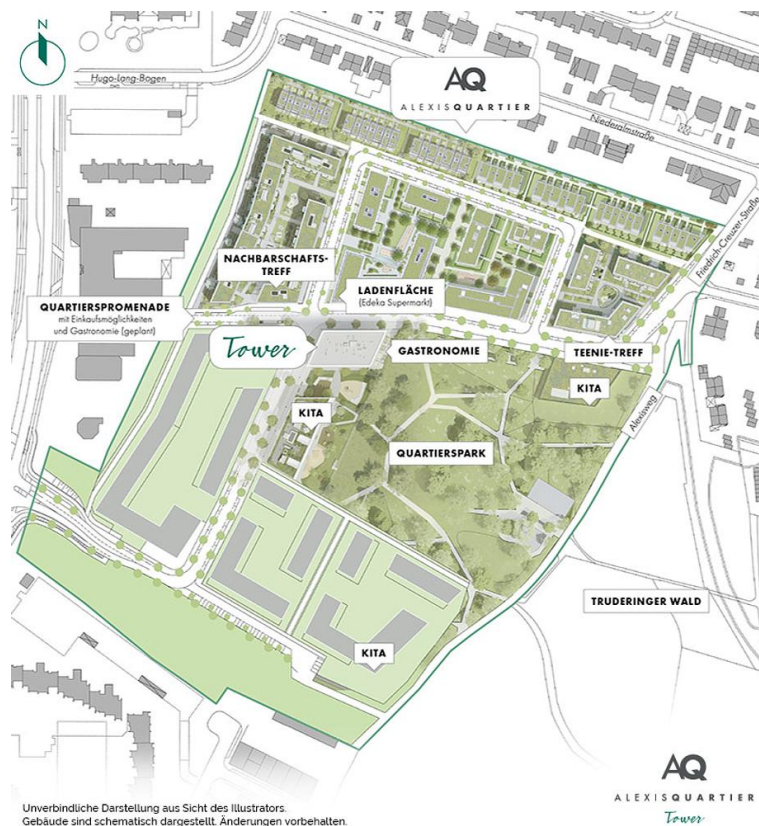 N
Hugo-Lang-Bogen
AQ
ALEXISQUARTIER
Niederalmstraße
Friedrich-Creuzer-Straße
NACHBARSCHAFTS-
TREFF
LADENFLÄCHE
(Edeka Supermarkt)
QUARTIERSPROMENADE
mit Einkaufsmöglichkeiten
und Gastronomie (geplant)
Tower
GASTRONOMIE
TEENIE-TREFF
KITA
KITA
Alexisweg
QUARTIERSPARK
TRUDERINGER WALD
KITA
AQ
ALEXISQUARTIER
Tower
Unverbindliche Darstellung aus Sicht des Illustrators.
Gebäude sind schematisch dargestellt. Änderungen vorbehalten.